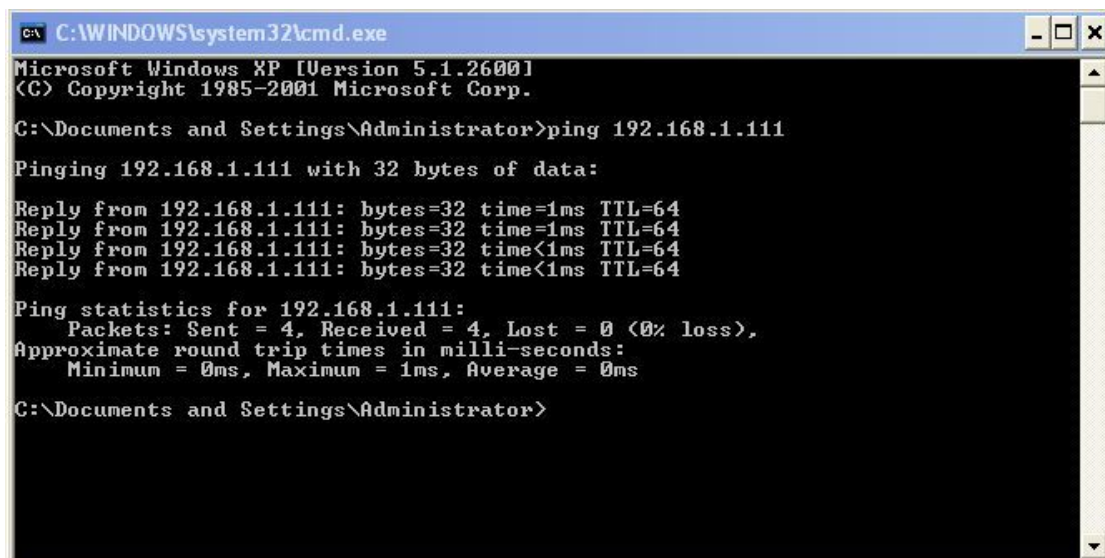 C:\WINDOWS\system32\cmd.exe
Microsoft Windows XP [Version 5.1.2600]
(C) Copyright 1985-2001 Microsoft Corp.
C:\Documents and Settings\Administrator>ping 192.168.1.111
Pinging 192.168.1.111 with 32 bytes of data:
Reply from 192.168.1.111: bytes=32 time=1ms TTL=64
Reply from 192.168.1.111: bytes=32 time=1ms TTL=64
Reply from 192.168.1.111: bytes=32 time<1ms TTL=64
Reply from 192.168.1.111: bytes=32 time<1ms TTL=64
Ping statistics for 192.168.1.111:
    Packets: Sent = 4, Received = 4, Lost = 0 (0% loss),
Approximate round trip times in milli-seconds:
    Minimum = 0ms, Maximum = 1ms, Average = 0ms
C:\Documents and Settings\Administrator>